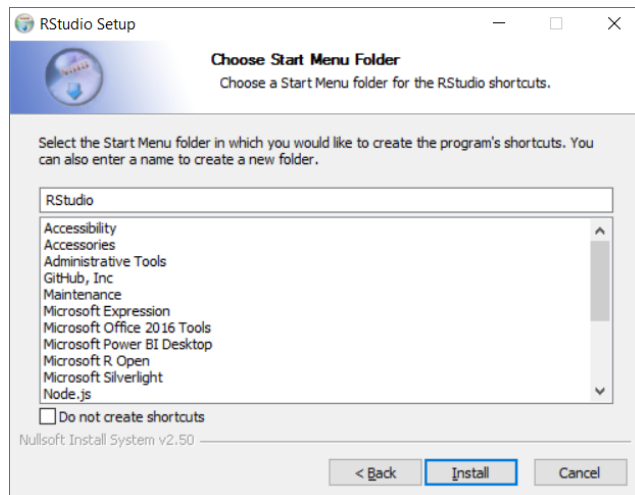 RStudio Setup
Choose Start Menu Folder
Choose a Start Menu folder for the RStudio shortcuts.
Select the Start Menu folder in which you would like to create the program's shortcuts. You
can also enter a name to create a new folder.
RStudio
Accessibility
Accessories
Administrative Tools
GitHub, Inc
Maintenance
Microsoft Expression
Microsoft Office 2016 Tools
Microsoft Power BI Desktop
Microsoft R Open
Microsoft Silverlight
Node.js
Do not create shortcuts
Nullsoft Install System v2.50
< Back Install Cancel